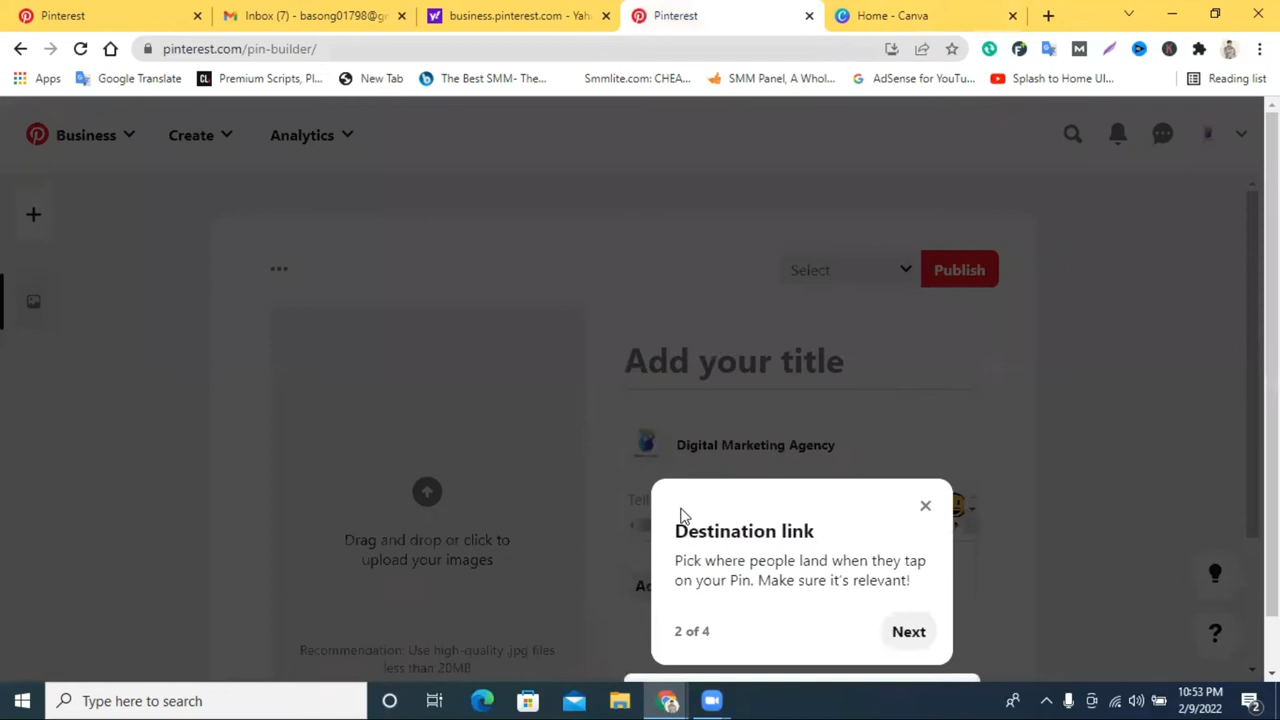 Pinterest
Inbox (7) - basong01798@gr
business.pinterest.com - Yah
Pinterest
Home - Canva
pinterest.com/pin-builder/
Apps
Google Translate
Premium Scripts, Pl...
New Tab
The Best SMM- The...
Smmlite.com: CHEA...
SMM Panel, A Whol...
AdSense for YouTu...
Splash to Home UI...
Reading list
Business
Create
Analytics
Select
Publish
Add your title
Digital Marketing Agency
Tell
Drag and drop or click to
upload your images
Destination link
Pick where people land when they tap
on your Pin. Make sure it's relevant!
2 of 4
Next
Recommendation: Use high-quality .jpg files
less than 20MB
Type here to search
10:53 PM
2/9/2022
2